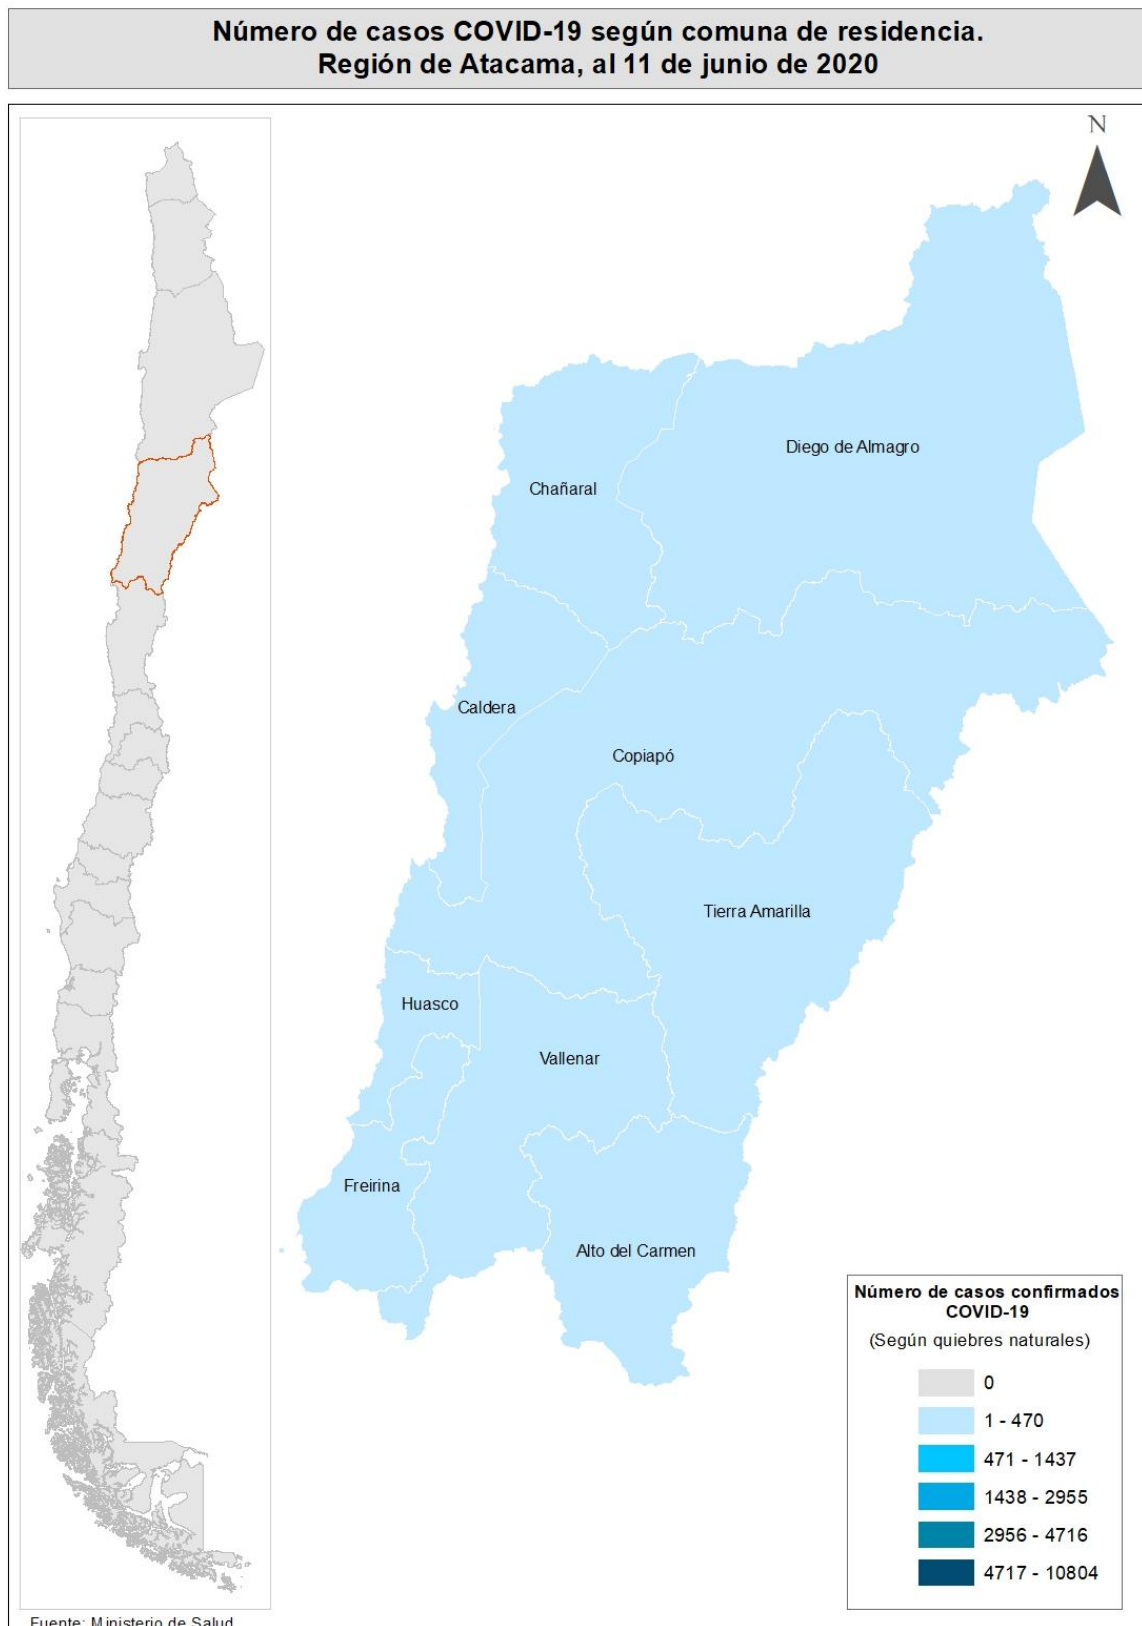 Número de casos COVID-19 según comuna de residencia.
Región de Atacama, al 11 de junio de 2020
N
Diego de Almagro
Chañaral
Caldera
Copiapó
Tierra Amarilla
Huasco
Vallenar
Freirina
Alto del Carmen
Número de casos confirmados
COVID-19
(Según quiebres naturales)
0
1 - 470
471 - 1437
1438 - 2955
2956 - 4716
4717 - 10804
Fuente: Ministerio de Salud